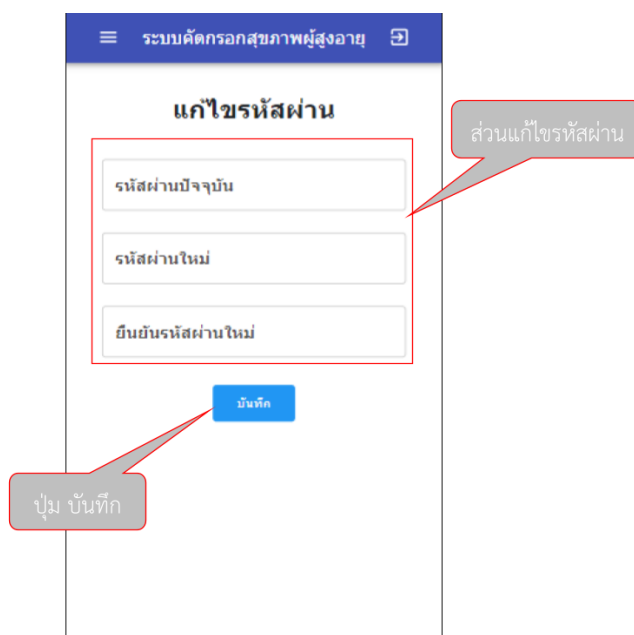 ระบบคัดกรอกสุขภาพผู้สูงอายุ
แก้ไขรหัสผ่าน
ส่วนแก้ไขรหัสผ่าน
รหัสผ่านปัจจุบัน
รหัสผ่านใหม่
ยืนยันรหัสผ่านใหม่
บันทึก
ปุ่ม บันทึก